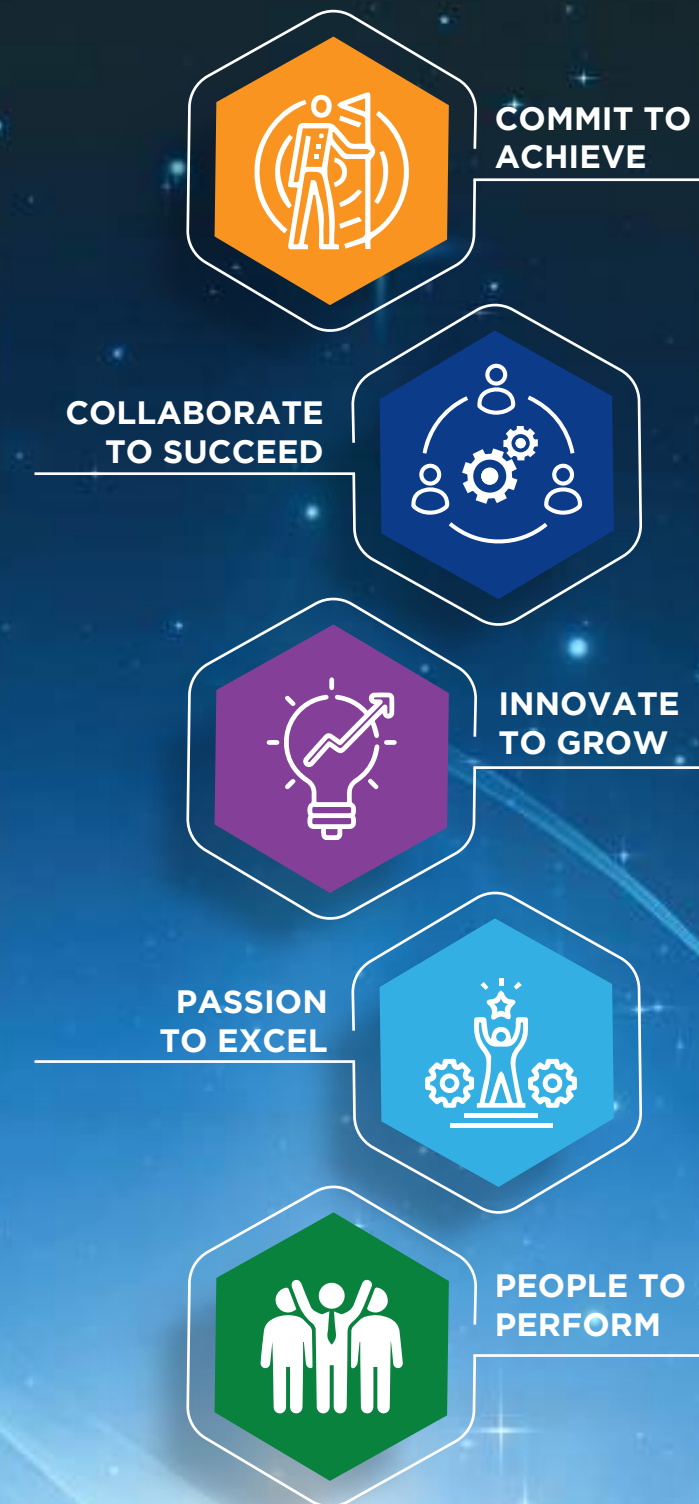 COMMIT TO
ACHIEVE
COLLABORATE
TO SUCCEED
INNOVATE
TO GROW
PASSION
TO EXCEL
PEOPLE TO
PERFORM